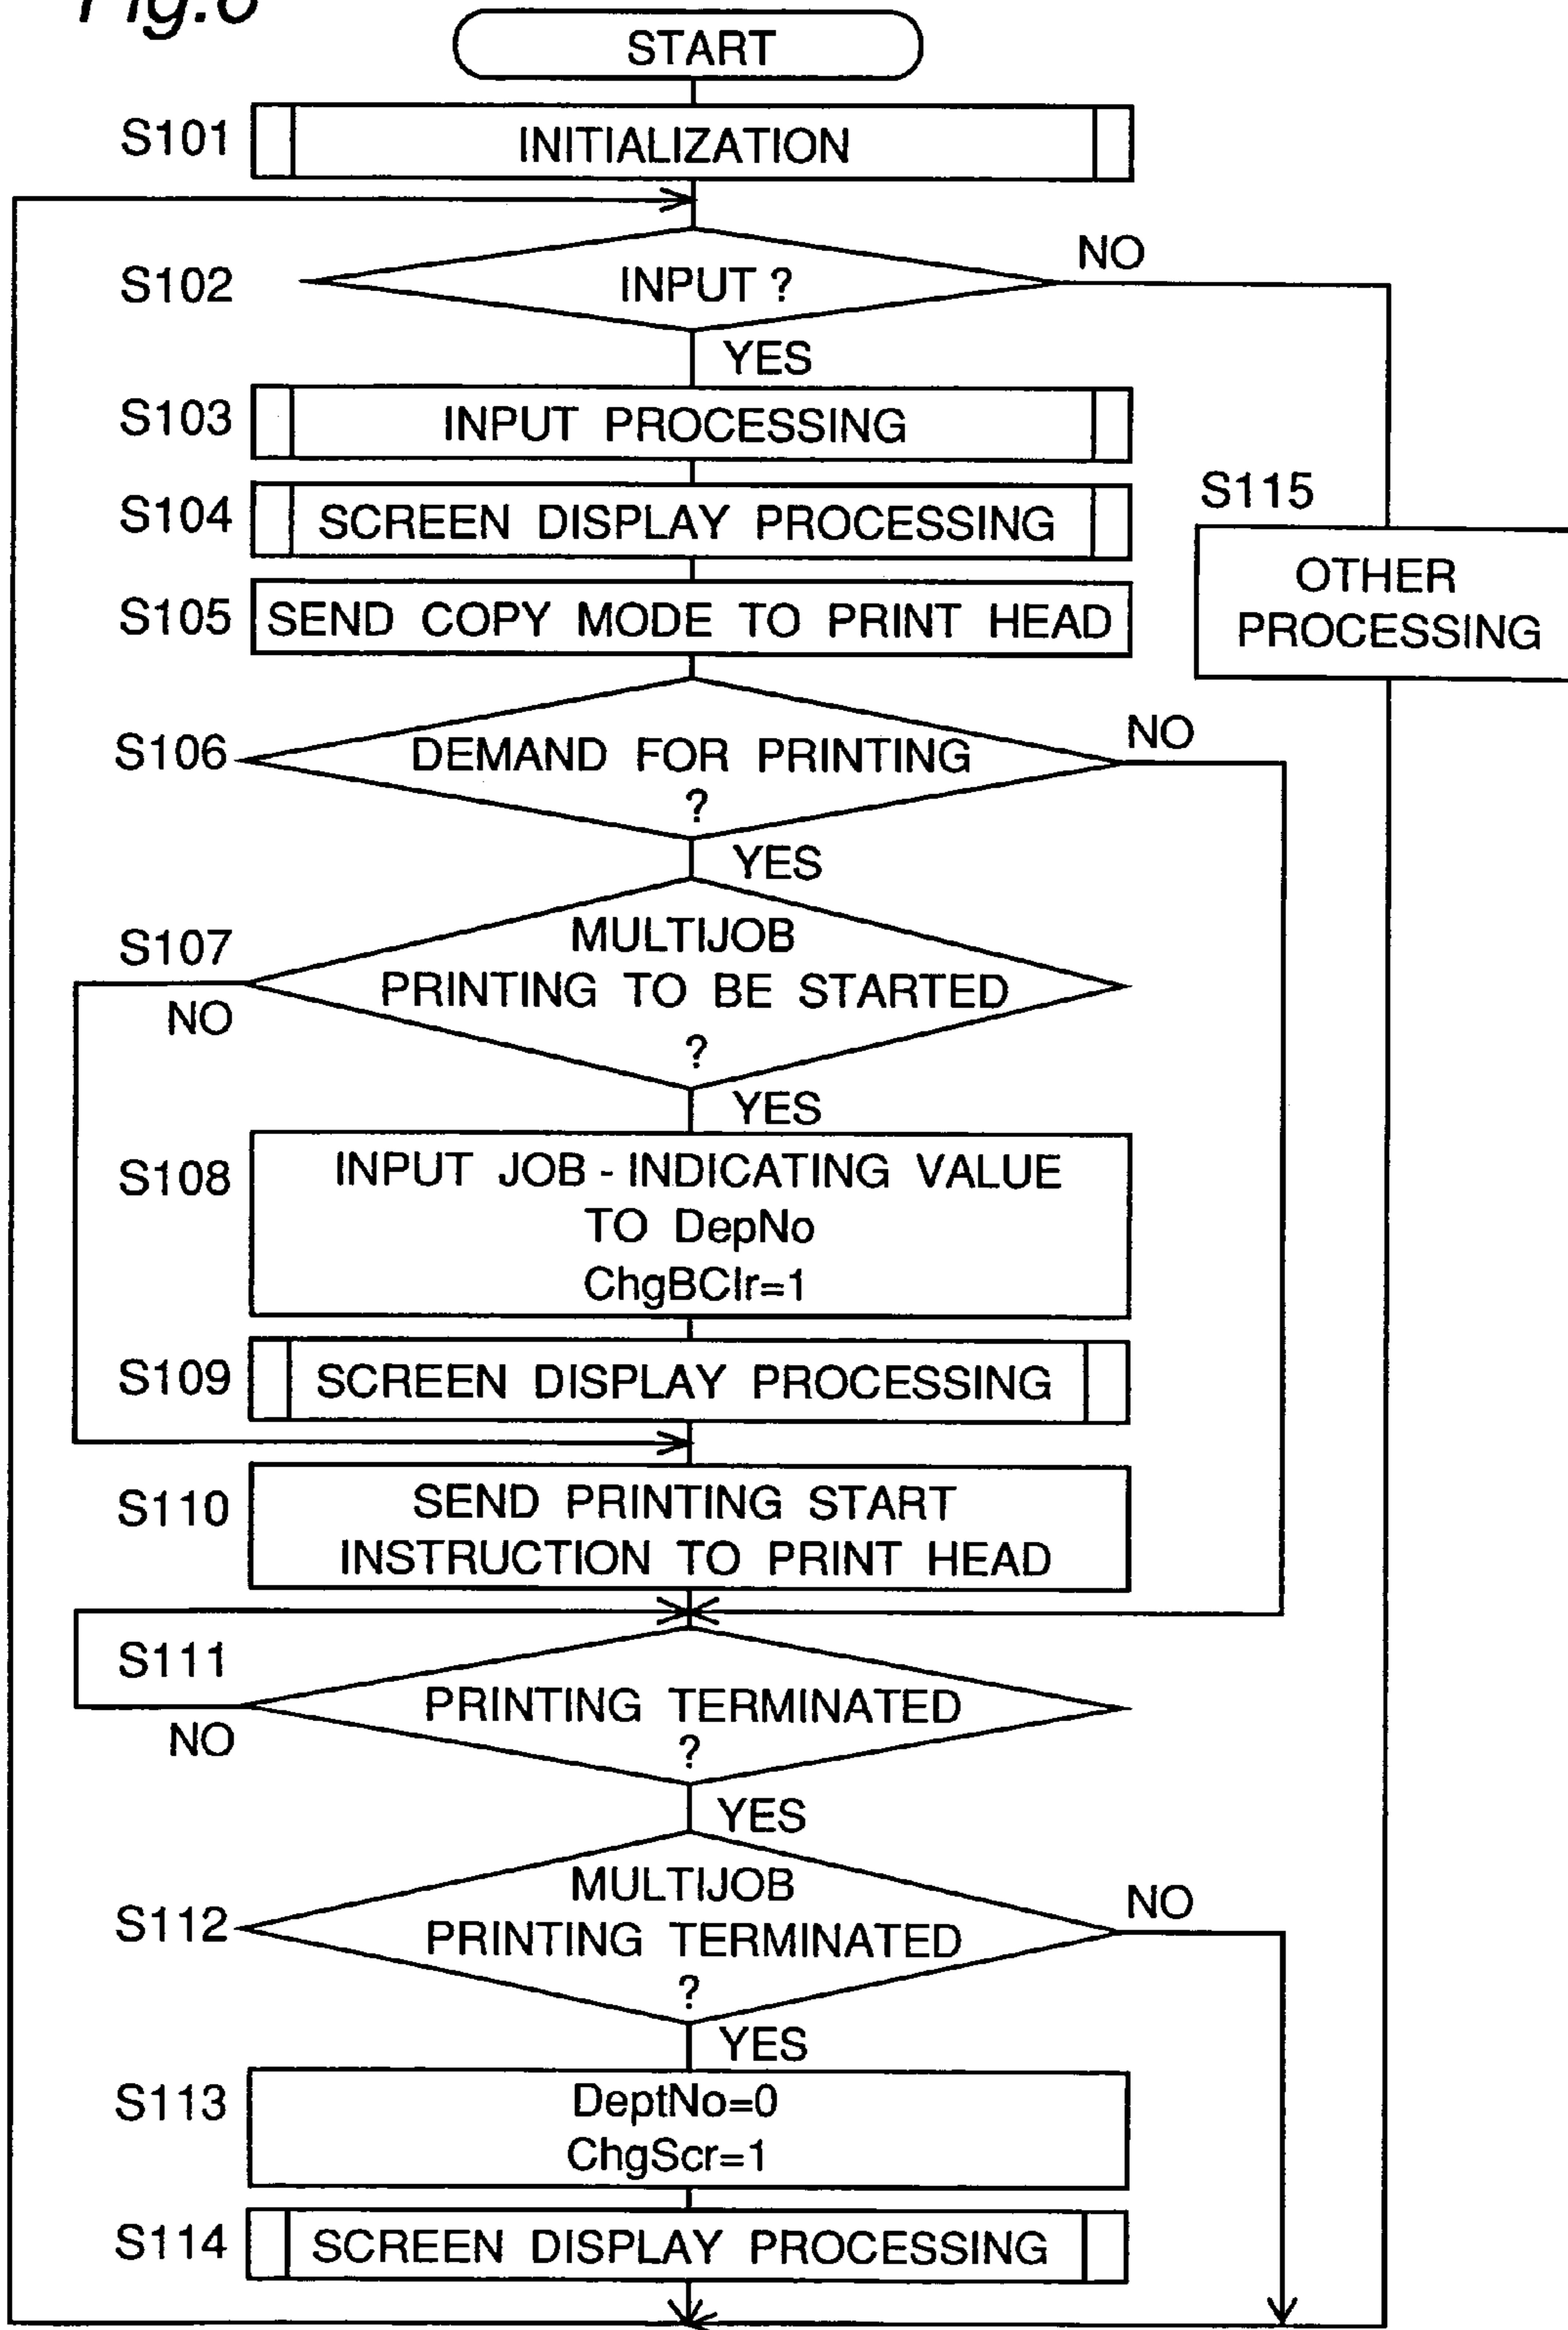 START
S101
INITIALIZATION
S102
INPUT ?
NO
YES
S103
INPUT PROCESSING
S104
SCREEN DISPLAY PROCESSING
S115
OTHER
PROCESSING
S105
SEND COPY MODE TO PRINT HEAD
S106
DEMAND FOR PRINTING
?
NO
YES
S107
MULTIJOB
PRINTING TO BE STARTED
?
NO
YES
S108
INPUT JOB - INDICATING VALUE
TO DepNo
ChgBClr=1
S109
SCREEN DISPLAY PROCESSING
S110
SEND PRINTING START
INSTRUCTION TO PRINT HEAD
S111
PRINTING TERMINATED
?
NO
YES
S112
MULTIJOB
PRINTING TERMINATED
?
NO
YES
S113
DeptNo=0
ChgScr=1
S114
SCREEN DISPLAY PROCESSING